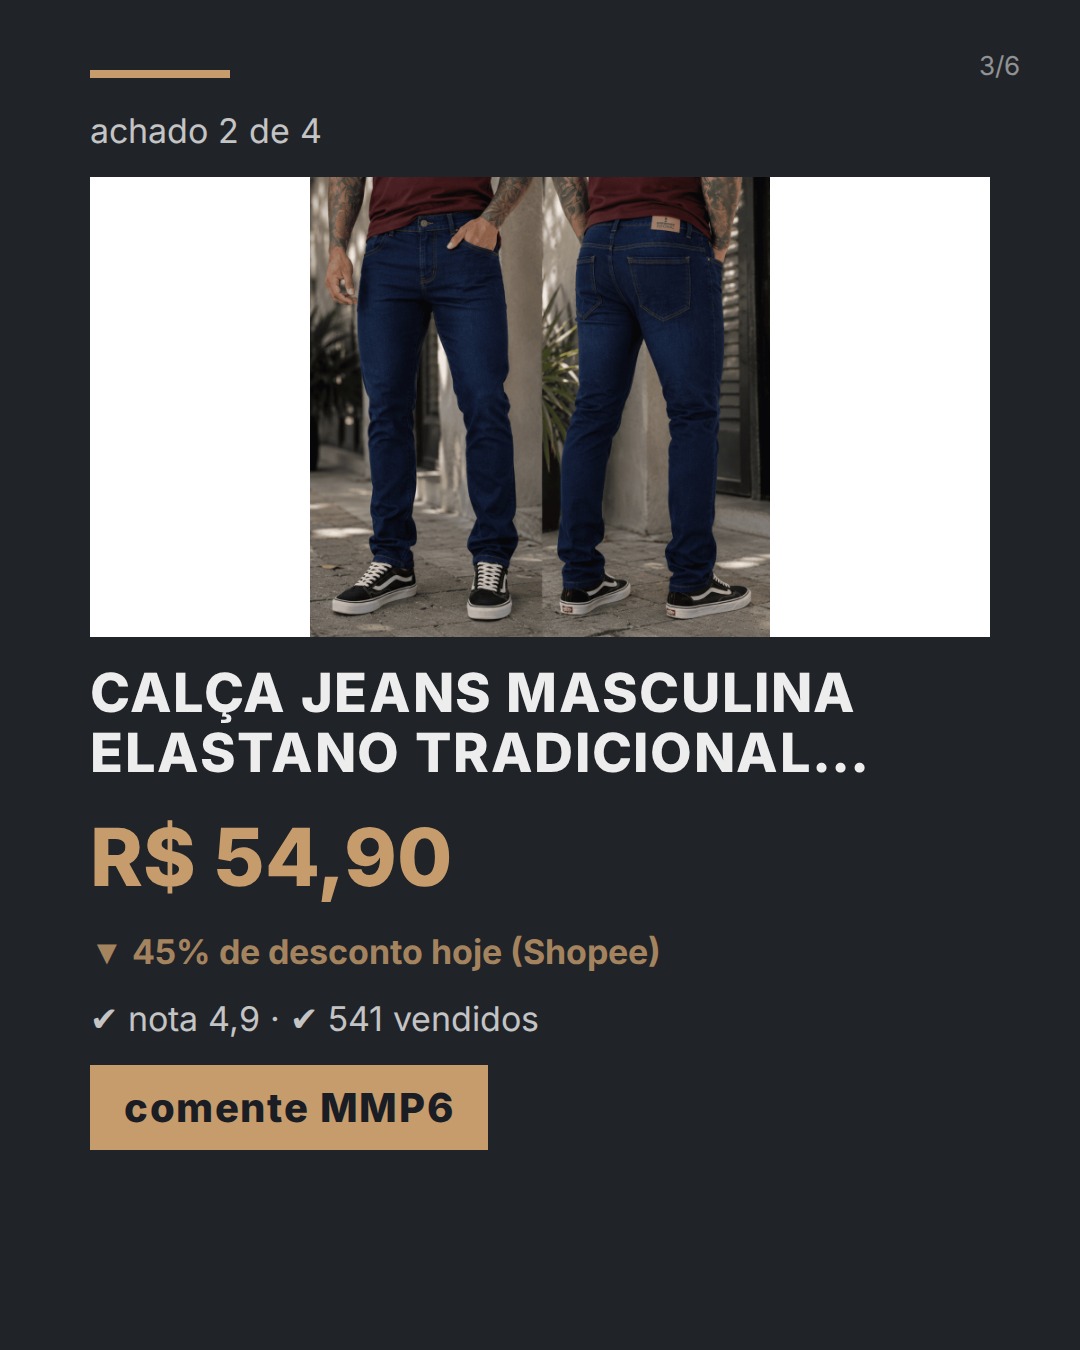 3/6
achado 2 de 4
CALÇA JEANS MASCULINA
ELASTANO TRADICIONAL...
R$ 54,90
▼ 45% de desconto hoje (Shopee)
✔ nota 4,9 · ✔ 541 vendidos
comente MMP6